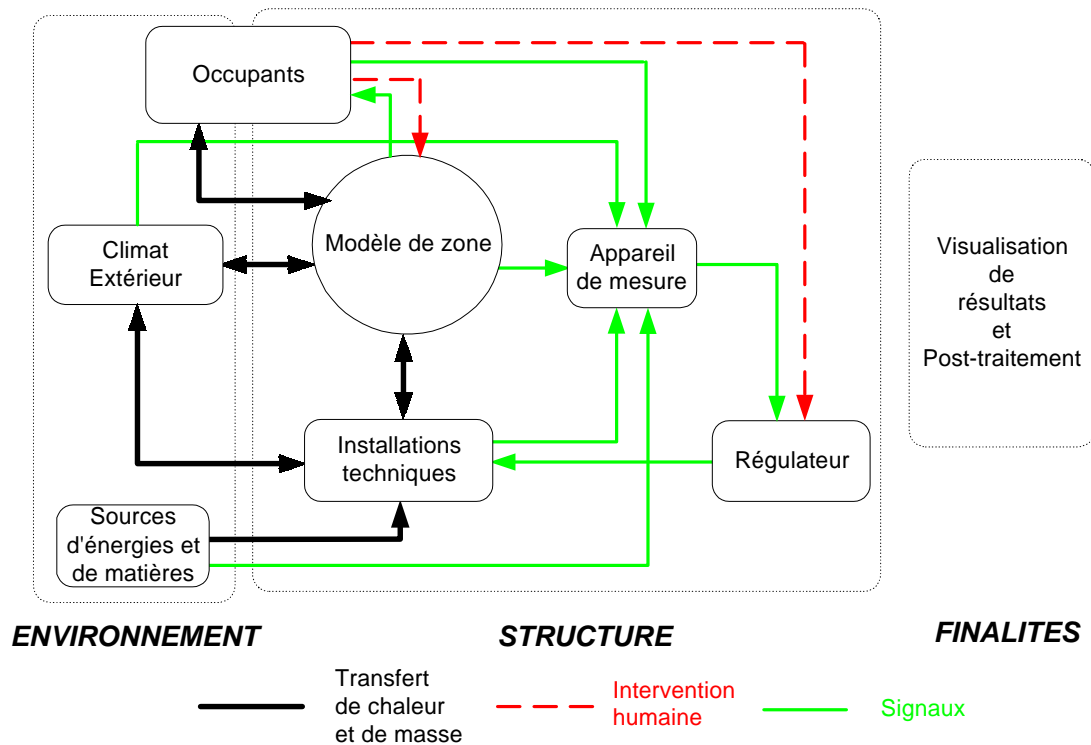 Occupants
Climat
Extérieur
Modèle de zone
Appareil
de mesure
Visualisation
de
résultats
et
Post-traitement
Installations
techniques
Régulateur
Sources
d'énergies et
de matières
ENVIRONNEMENT
STRUCTURE
FINALITES
Transfert
de chaleur
et de masse
Intervention
humaine
Signaux